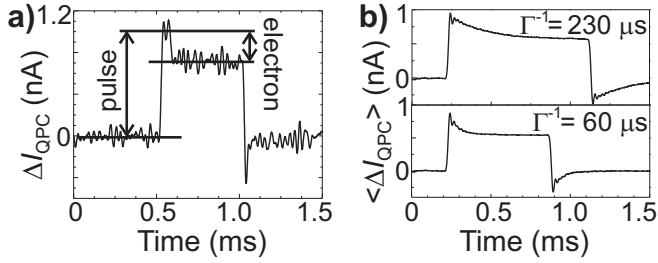 a)
1.2
0
ΔI_QPC (nA)
pulse
electron
0 0.5 1.0 1.5
Time (ms)
b)
1
0
Γ⁻¹= 230 μs
1
0
Γ⁻¹= 60 μs
<ΔI_QPC> (nA)
0 0.5 1.0 1.5
Time (ms)